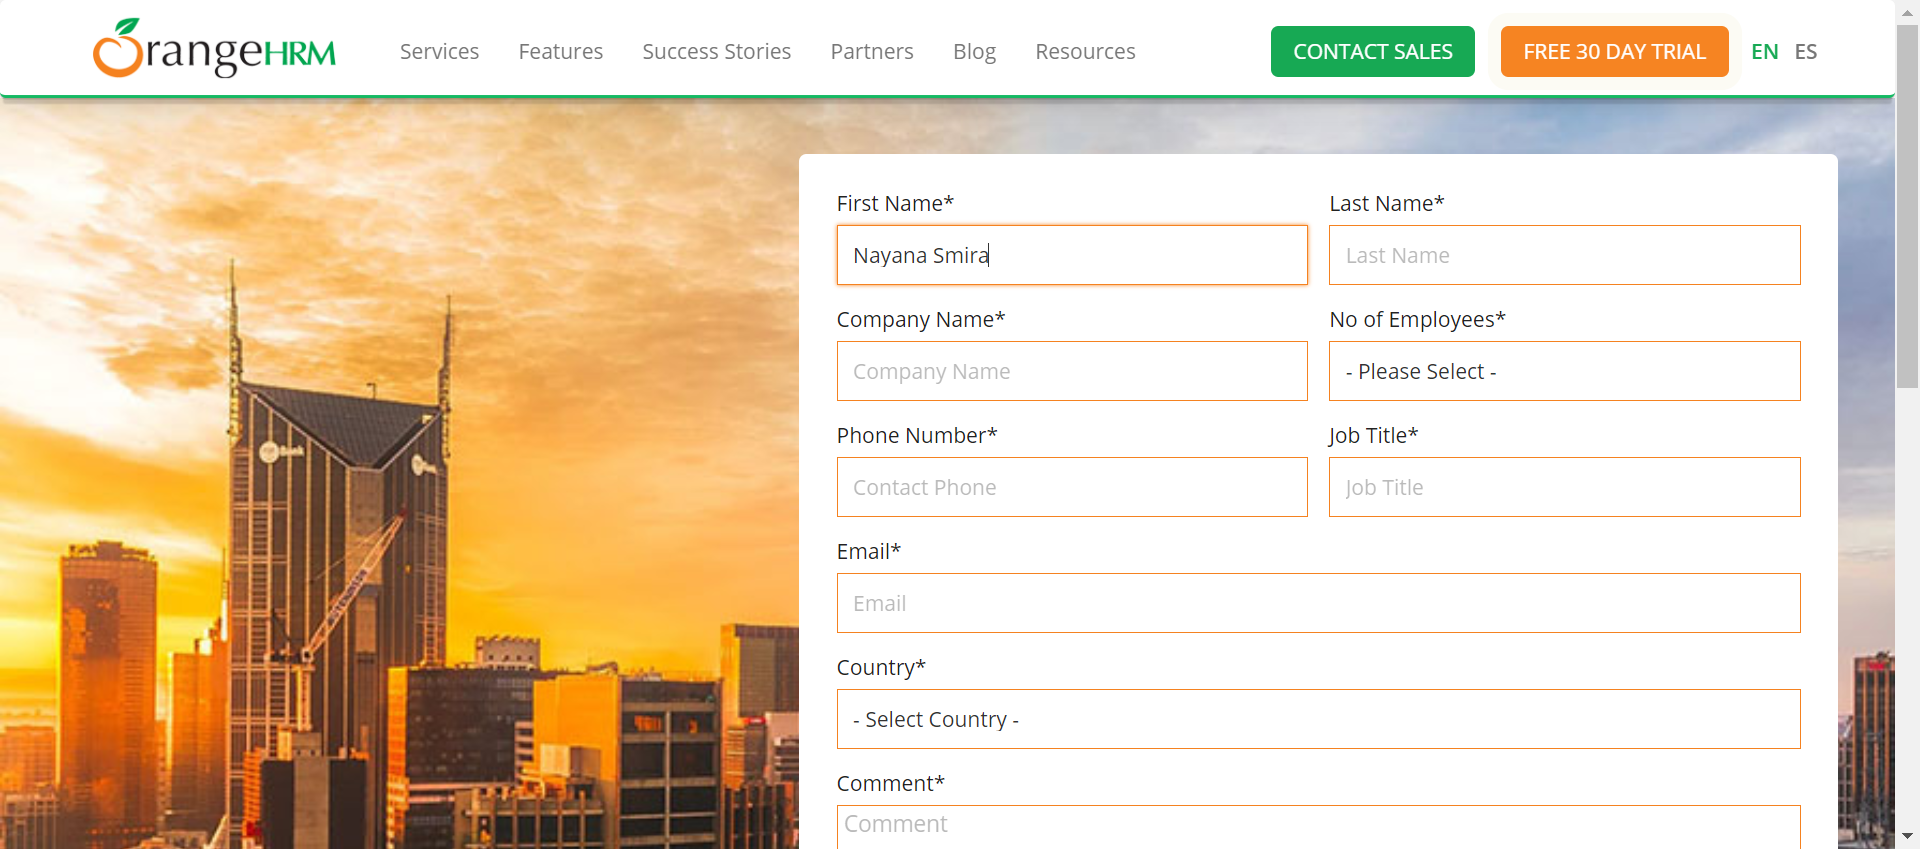 OrangeHRM
Services Features Success Stories Partners Blog Resources CONTACT SALES FREE 30 DAY TRIAL EN ES
First Name* Last Name*
Nayana Smira Last Name
Company Name* No of Employees*
Company Name - Please Select -
Phone Number* Job Title*
Contact Phone Job Title
Email*
Email
Country*
- Select Country -
Comment*
Comment